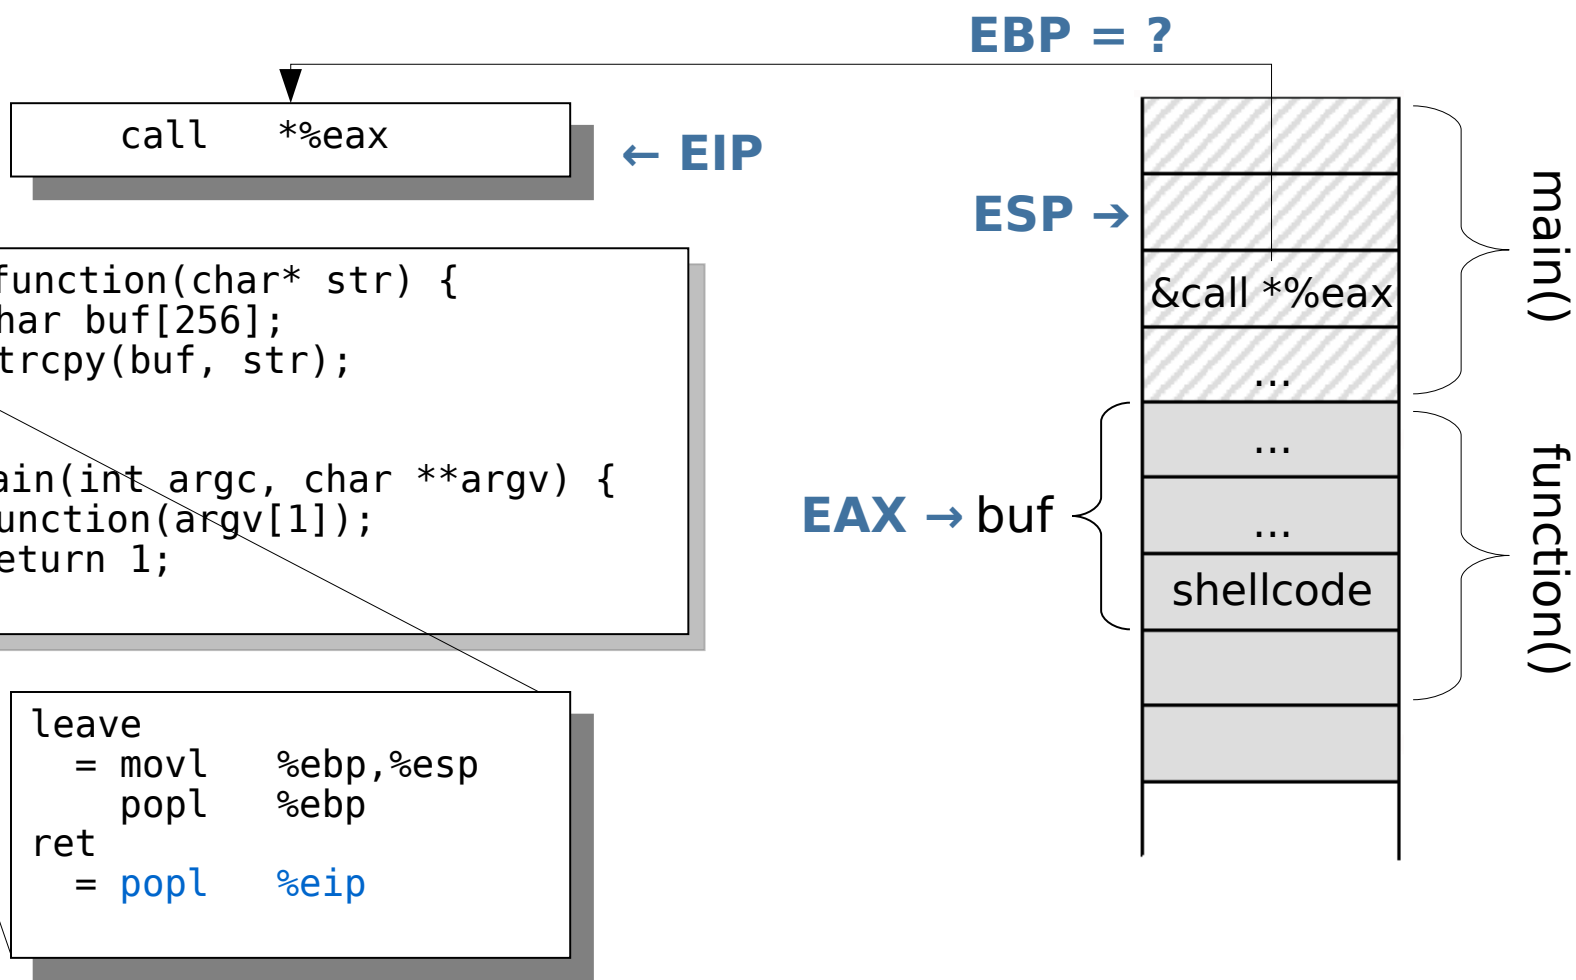 EBP = ?
call *%eax
← EIP
ESP →
&call *%eax
...
main()
function(char* str) {
har buf[256];
trcpy(buf, str);
ain(int argc, char **argv) {
unction(argv[1]);
eturn 1;
...
...
EAX → buf
shellcode
function()
leave
= movl %ebp,%esp
popl %ebp
ret
= popl %eip